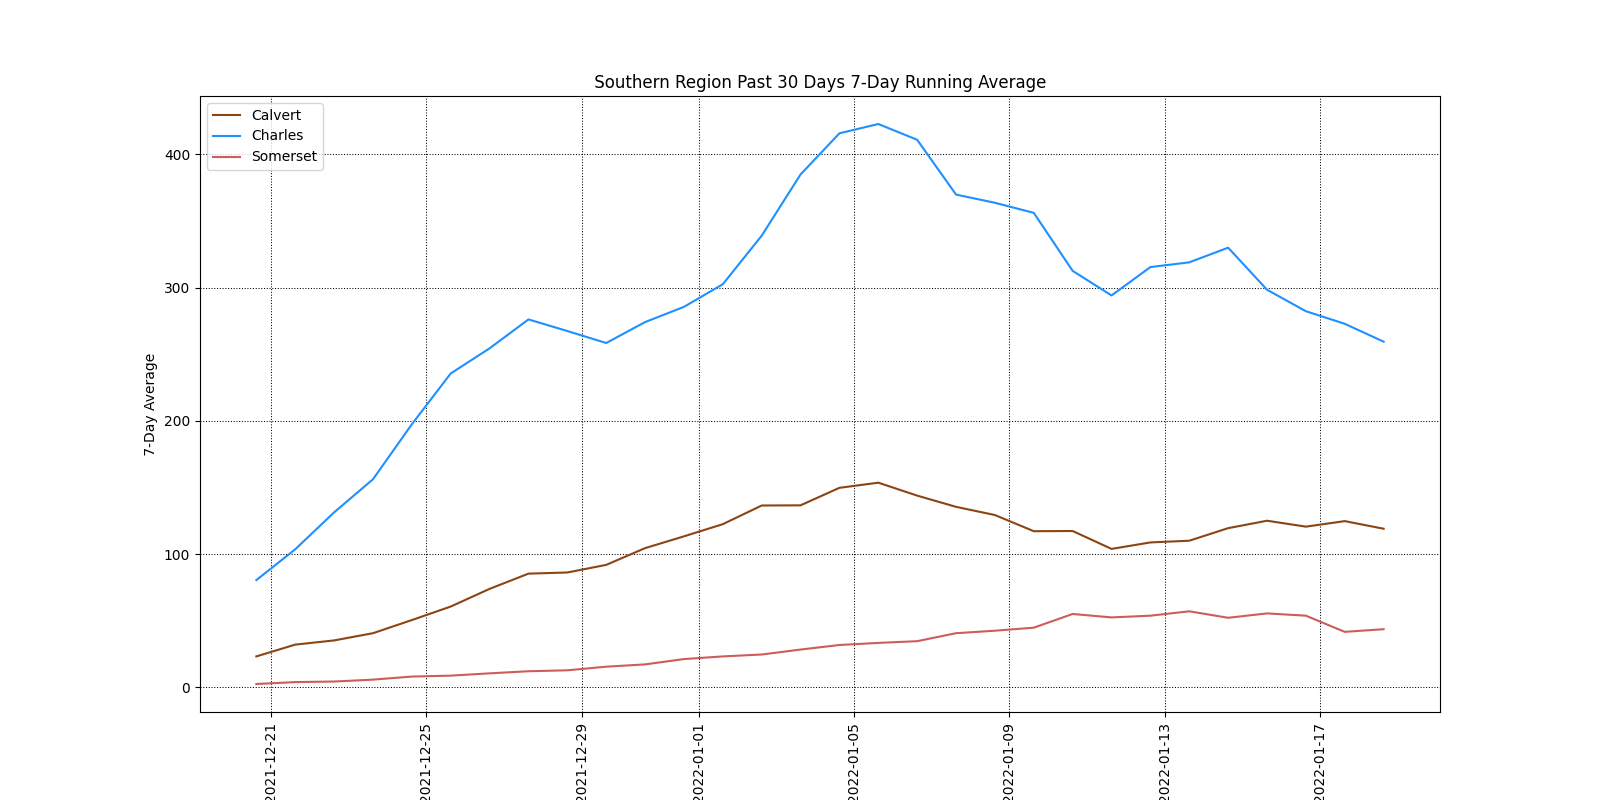 Southern Region Past 30 Days 7-Day Running Average
Calvert
Charles
Somerset
400
300
200
100
0
7-Day Average
2021-12-21
2021-12-25
2021-12-29
2022-01-01
2022-01-05
2022-01-09
2022-01-13
2022-01-17